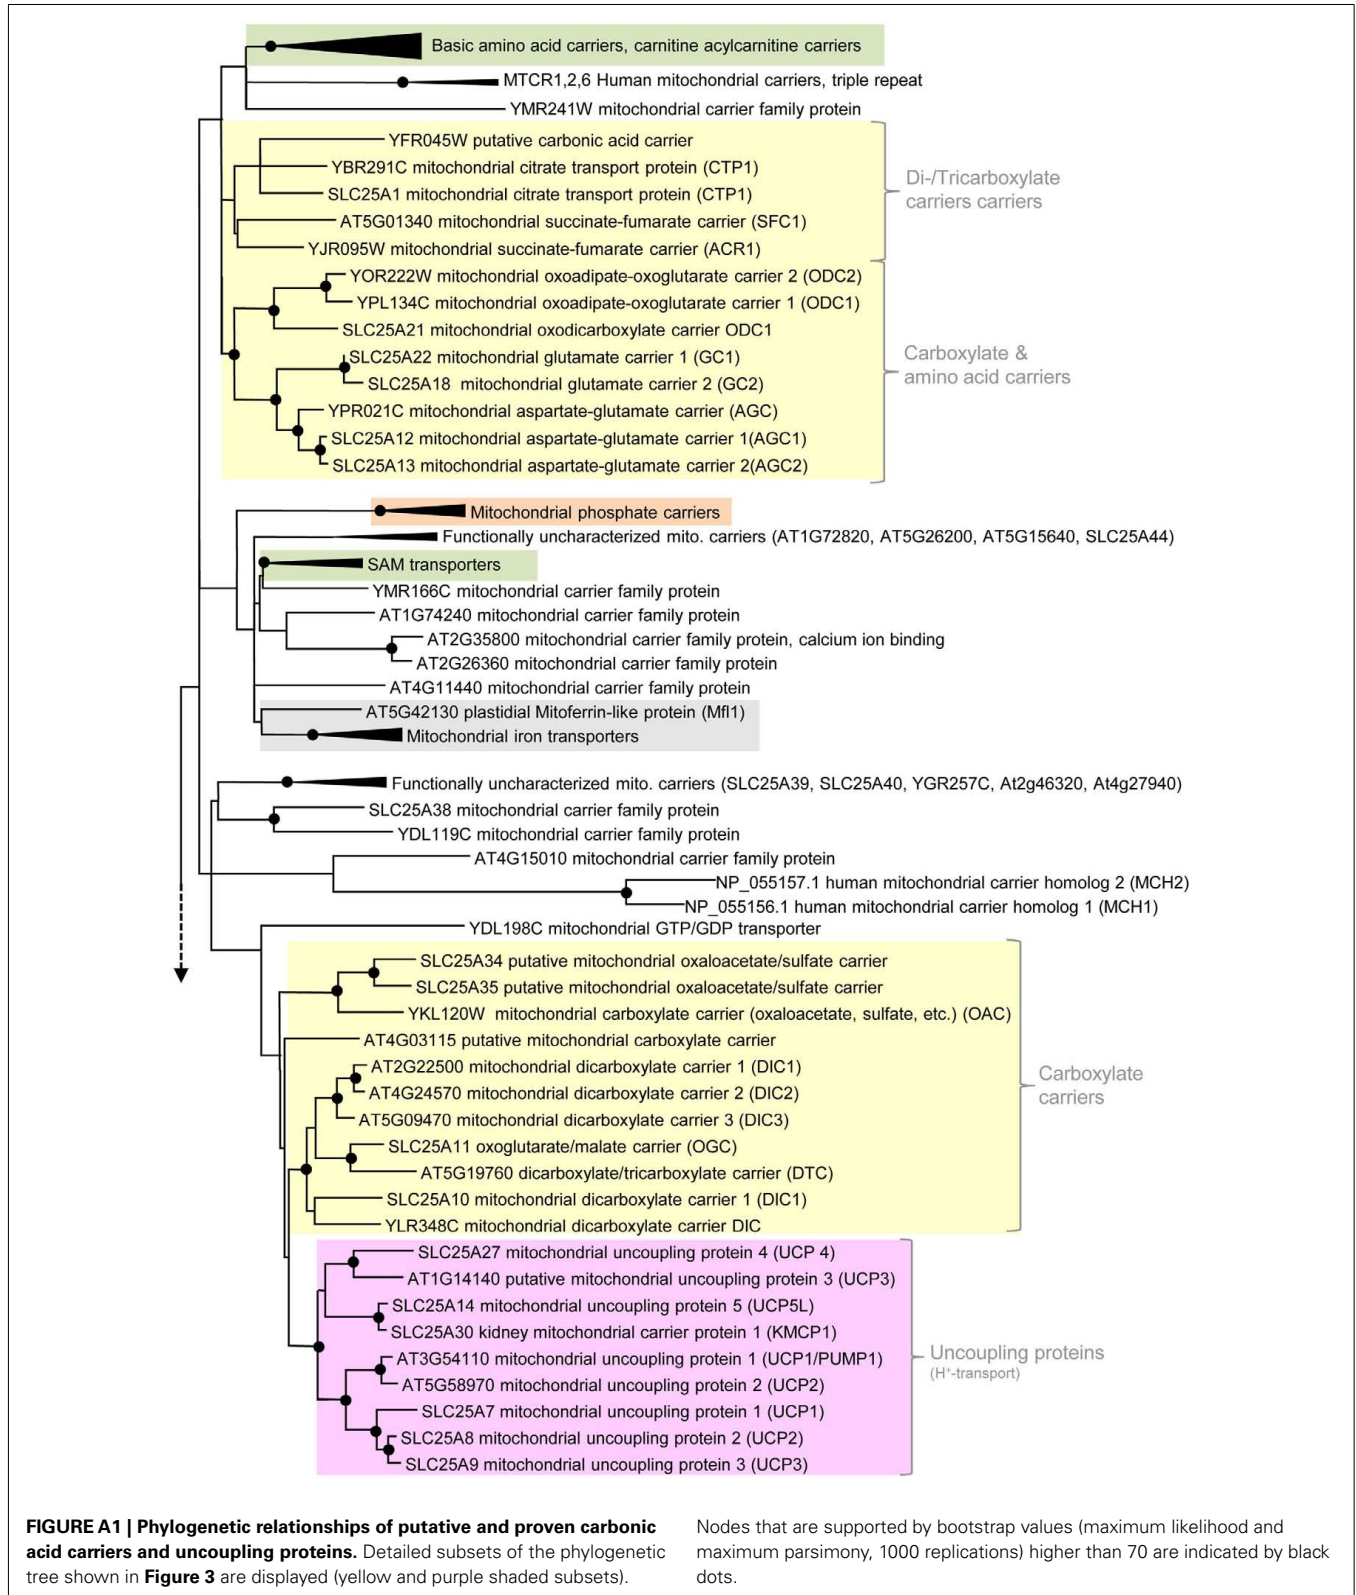 Basic amino acid carriers, carnitine acylcarnitine carriers
MTCR1,2,6 Human mitochondrial carriers, triple repeat
YMR241W mitochondrial carrier family protein
YFR045W putative carbonic acid carrier
YBR291C mitochondrial citrate transport protein (CTP1)
SLC25A1 mitochondrial citrate transport protein (CTP1)
AT5G01340 mitochondrial succinate-fumarate carrier (SFC1)
YJR095W mitochondrial succinate-fumarate carrier (ACR1)
Di-/Tricarboxylate
carriers carriers
YOR222W mitochondrial oxoadipate-oxoglutarate carrier 2 (ODC2)
YPL134C mitochondrial oxoadipate-oxoglutarate carrier 1 (ODC1)
SLC25A21 mitochondrial oxodicarboxylate carrier ODC1
SLC25A22 mitochondrial glutamate carrier 1 (GC1)
SLC25A18 mitochondrial glutamate carrier 2 (GC2)
YPR021C mitochondrial aspartate-glutamate carrier (AGC)
SLC25A12 mitochondrial aspartate-glutamate carrier 1(AGC1)
SLC25A13 mitochondrial aspartate-glutamate carrier 2(AGC2)
Carboxylate &
amino acid carriers
Mitochondrial phosphate carriers
Functionally uncharacterized mito. carriers (AT1G72820, AT5G26200, AT5G15640, SLC25A44)
SAM transporters
YMR166C mitochondrial carrier family protein
AT1G74240 mitochondrial carrier family protein
AT2G35800 mitochondrial carrier family protein, calcium ion binding
AT2G26360 mitochondrial carrier family protein
AT4G11440 mitochondrial carrier family protein
AT5G42130 plastidial Mitoferrin-like protein (Mfl1)
Mitochondrial iron transporters
Functionally uncharacterized mito. carriers (SLC25A39, SLC25A40, YGR257C, At2g46320, At4g27940)
SLC25A38 mitochondrial carrier family protein
YDL119C mitochondrial carrier family protein
AT4G15010 mitochondrial carrier family protein
NP_055157.1 human mitochondrial carrier homolog 2 (MCH2)
NP_055156.1 human mitochondrial carrier homolog 1 (MCH1)
YDL198C mitochondrial GTP/GDP transporter
SLC25A34 putative mitochondrial oxaloacetate/sulfate carrier
SLC25A35 putative mitochondrial oxaloacetate/sulfate carrier
YKL120W mitochondrial carboxylate carrier (oxaloacetate, sulfate, etc.) (OAC)
AT4G03115 putative mitochondrial carboxylate carrier
AT2G22500 mitochondrial dicarboxylate carrier 1 (DIC1)
AT4G24570 mitochondrial dicarboxylate carrier 2 (DIC2)
AT5G09470 mitochondrial dicarboxylate carrier 3 (DIC3)
SLC25A11 oxoglutarate/malate carrier (OGC)
AT5G19760 dicarboxylate/tricarboxylate carrier (DTC)
SLC25A10 mitochondrial dicarboxylate carrier 1 (DIC1)
YLR348C mitochondrial dicarboxylate carrier DIC
Carboxylate
carriers
SLC25A27 mitochondrial uncoupling protein 4 (UCP 4)
AT1G14140 putative mitochondrial uncoupling protein 3 (UCP3)
SLC25A14 mitochondrial uncoupling protein 5 (UCP5L)
SLC25A30 kidney mitochondrial carrier protein 1 (KMCP1)
AT3G54110 mitochondrial uncoupling protein 1 (UCP1/PUMP1)
AT5G58970 mitochondrial uncoupling protein 2 (UCP2)
SLC25A7 mitochondrial uncoupling protein 1 (UCP1)
SLC25A8 mitochondrial uncoupling protein 2 (UCP2)
SLC25A9 mitochondrial uncoupling protein 3 (UCP3)
Uncoupling proteins
(H⁺-transport)
FIGURE A1 | Phylogenetic relationships of putative and proven carbonic
acid carriers and uncoupling proteins. Detailed subsets of the phylogenetic
tree shown in Figure 3 are displayed (yellow and purple shaded subsets).
Nodes that are supported by bootstrap values (maximum likelihood and
maximum parsimony, 1000 replications) higher than 70 are indicated by black
dots.